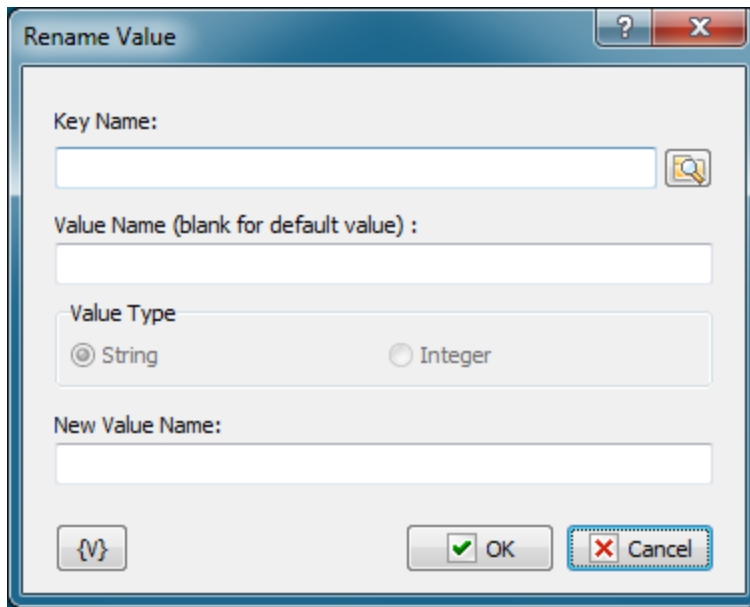 Rename Value
?
Key Name:
Value Name (blank for default value) :
Value Type
String
Integer
New Value Name:
{V}
OK
Cancel